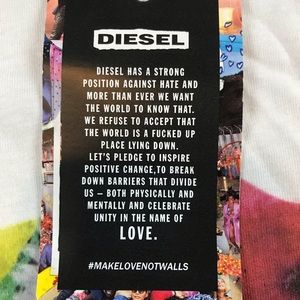 DIESEL
DIESEL HAS A STRONG
POSITION AGAINST HATE AND
MORE THAN EVER WE WANT
THE WORLD TO KNOW THAT.
WE REFUSE TO ACCEPT THAT
THE WORLD IS A FUCKED UP
PLACE LYING DOWN.
LET'S PLEDGE TO INSPIRE
POSITIVE CHANGE,TO BREAK
DOWN BARRIERS THAT DIVIDE
US – BOTH PHYSICALLY AND
MENTALLY AND CELEBRATE
UNITY IN THE NAME OF
LOVE.
#MAKELOVENOTWALLS